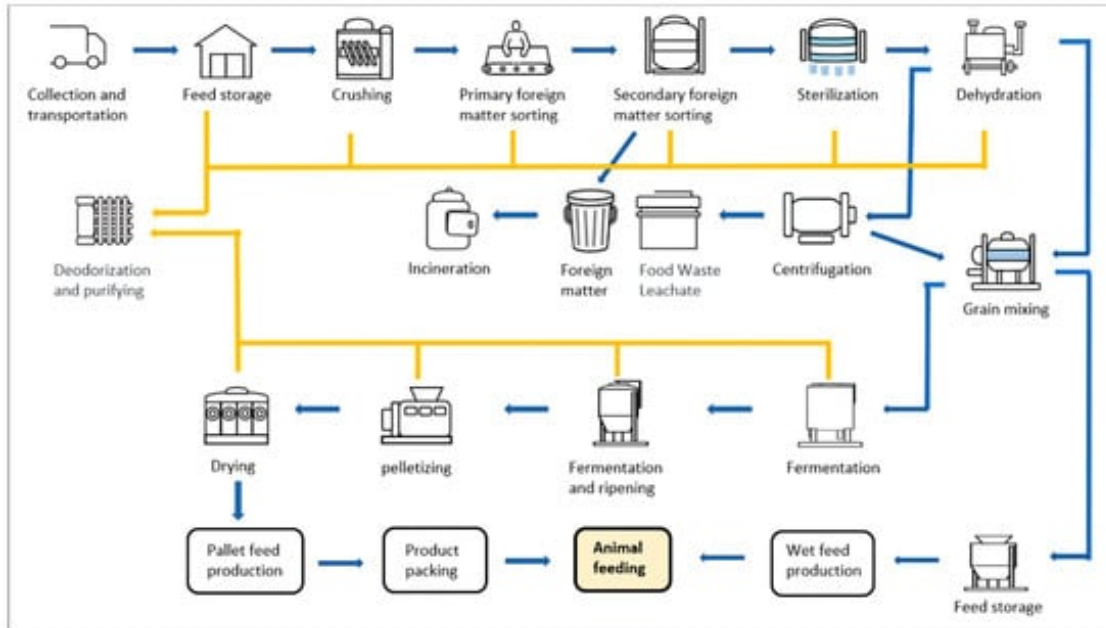 Collection and
transportation
Feed storage
Crushing
Primary foreign
matter sorting
Secondary foreign
matter sorting
Sterilization
Dehydration
Deodorization
and purifying
Incineration
Foreign
matter
Food Waste
Leachate
Centrifugation
Grain mixing
Drying
pelletizing
Fermentation
and ripening
Fermentation
Pallet feed
production
Product
packing
Animal
feeding
Wet feed
production
Feed storage